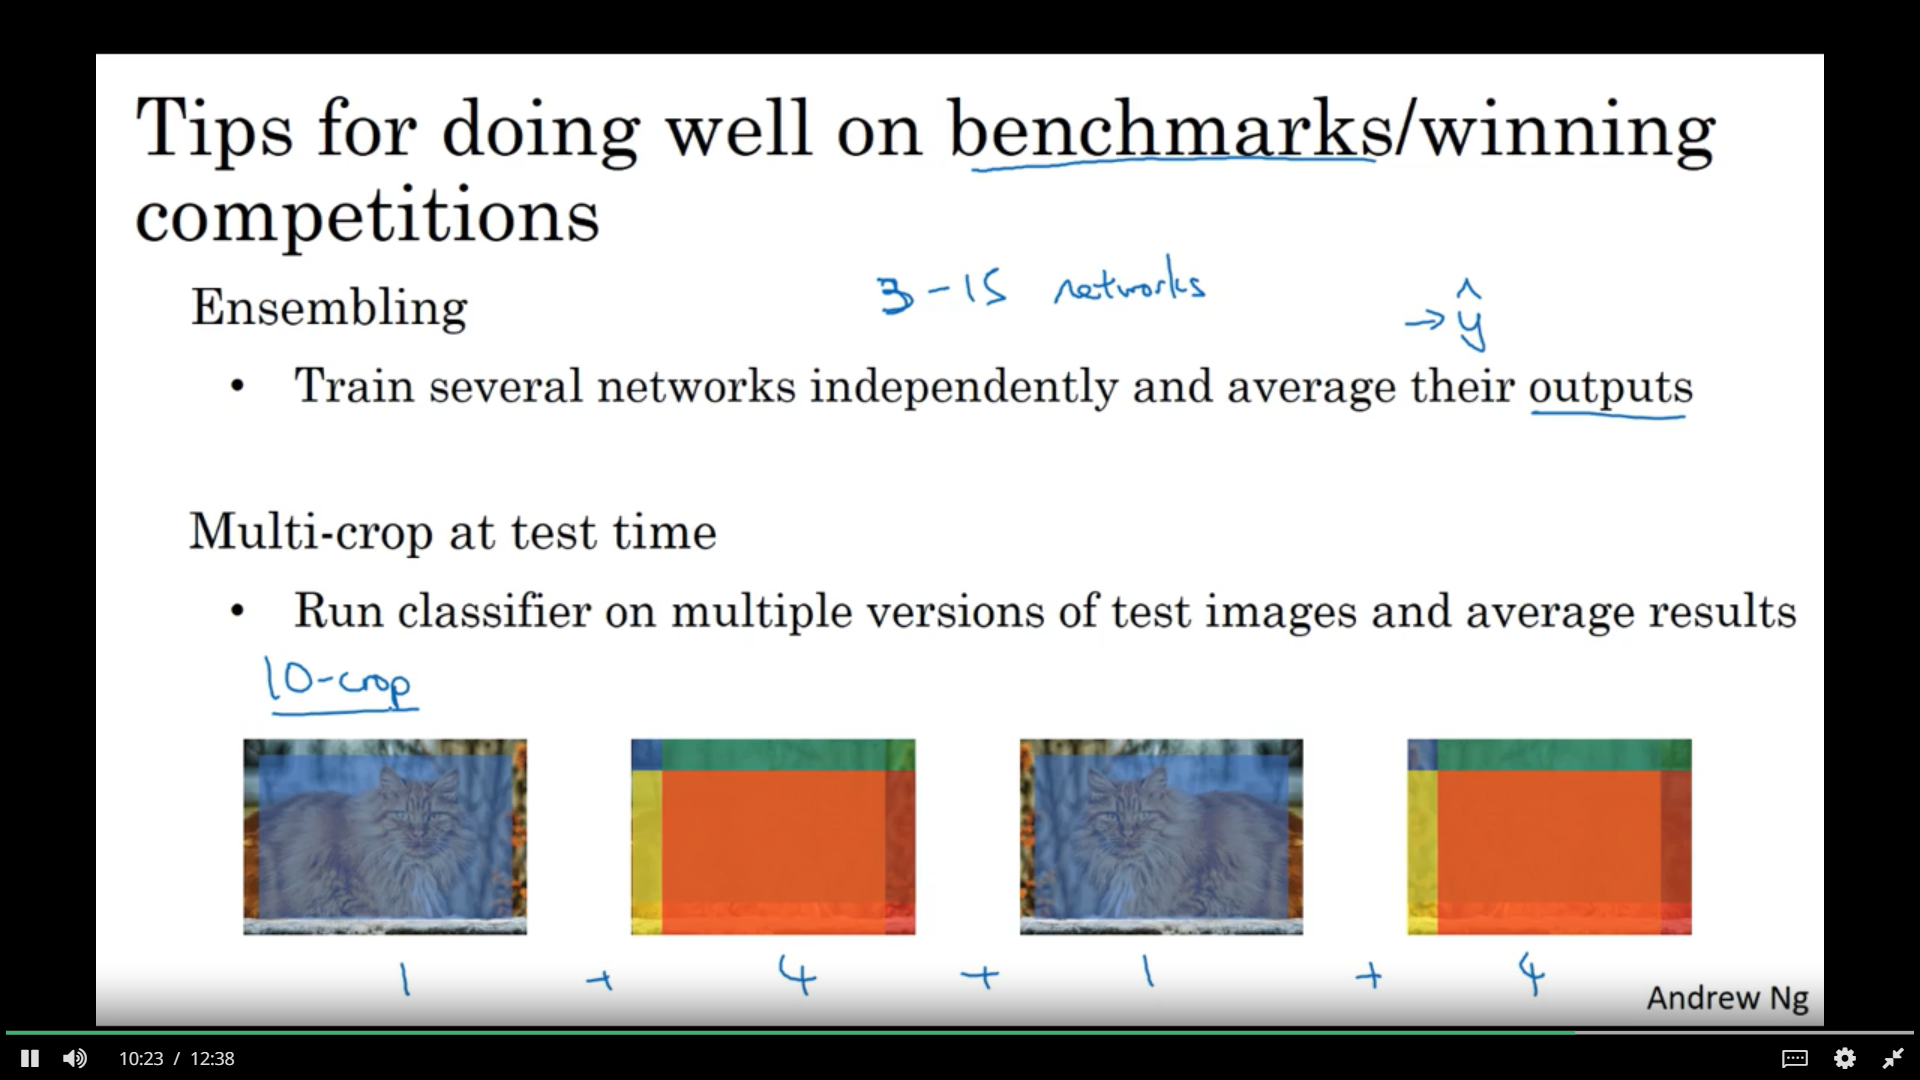 Tips for doing well on benchmarks/winning
competitions
Ensembling
3-15 networks
→ ŷ
• Train several networks independently and average their outputs
Multi-crop at test time
• Run classifier on multiple versions of test images and average results
10-crop
1 + 4 + 1 + 4
Andrew Ng
10:23 / 12:38